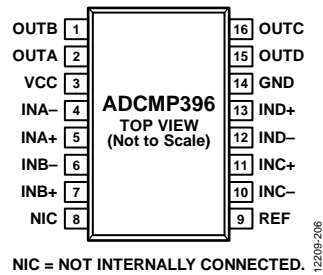 OUTB 1
OUTA 2
VCC 3
INA– 4
INA+ 5
INB– 6
INB+ 7
NIC 8
ADCMP396
TOP VIEW
(Not to Scale)
16 OUTC
15 OUTD
14 GND
13 IND+
12 IND–
11 INC+
10 INC–
9 REF
NIC = NOT INTERNALLY CONNECTED.
12209-206